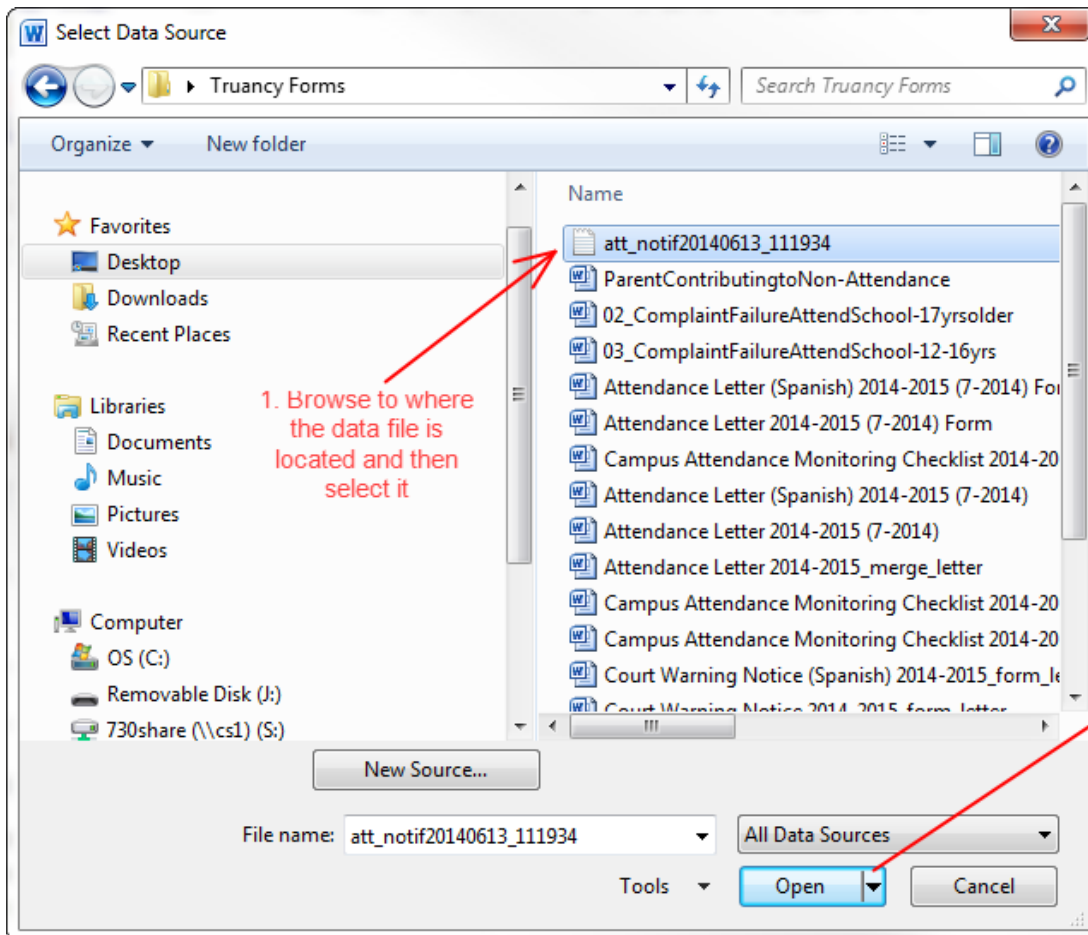 Select Data Source
Truancy Forms
Search Truancy Forms
Organize
New folder
Name
Favorites
Desktop
Downloads
Recent Places
Libraries
Documents
Music
Pictures
Videos
Computer
OS (C:)
Removable Disk (J:)
730share (\\cs1) (S:)
1. Browse to where
the data file is
located and then
select it
att_notif20140613_111934
ParentContributingtoNon-Attendance
02_ComplaintFailureAttendSchool-17yrsolder
03_ComplaintFailureAttendSchool-12-16yrs
Attendance Letter (Spanish) 2014-2015 (7-2014) For
Attendance Letter 2014-2015 (7-2014) Form
Campus Attendance Monitoring Checklist 2014-20
Attendance Letter (Spanish) 2014-2015 (7-2014)
Attendance Letter 2014-2015 (7-2014)
Attendance Letter 2014-2015_merge_letter
Campus Attendance Monitoring Checklist 2014-20
Campus Attendance Monitoring Checklist 2014-20
Court Warning Notice (Spanish) 2014-2015_form_le
Court Warning Notice 2014-2015_form_letter
New Source...
File name:
att_notif20140613_111934
All Data Sources
Tools
Open
Cancel